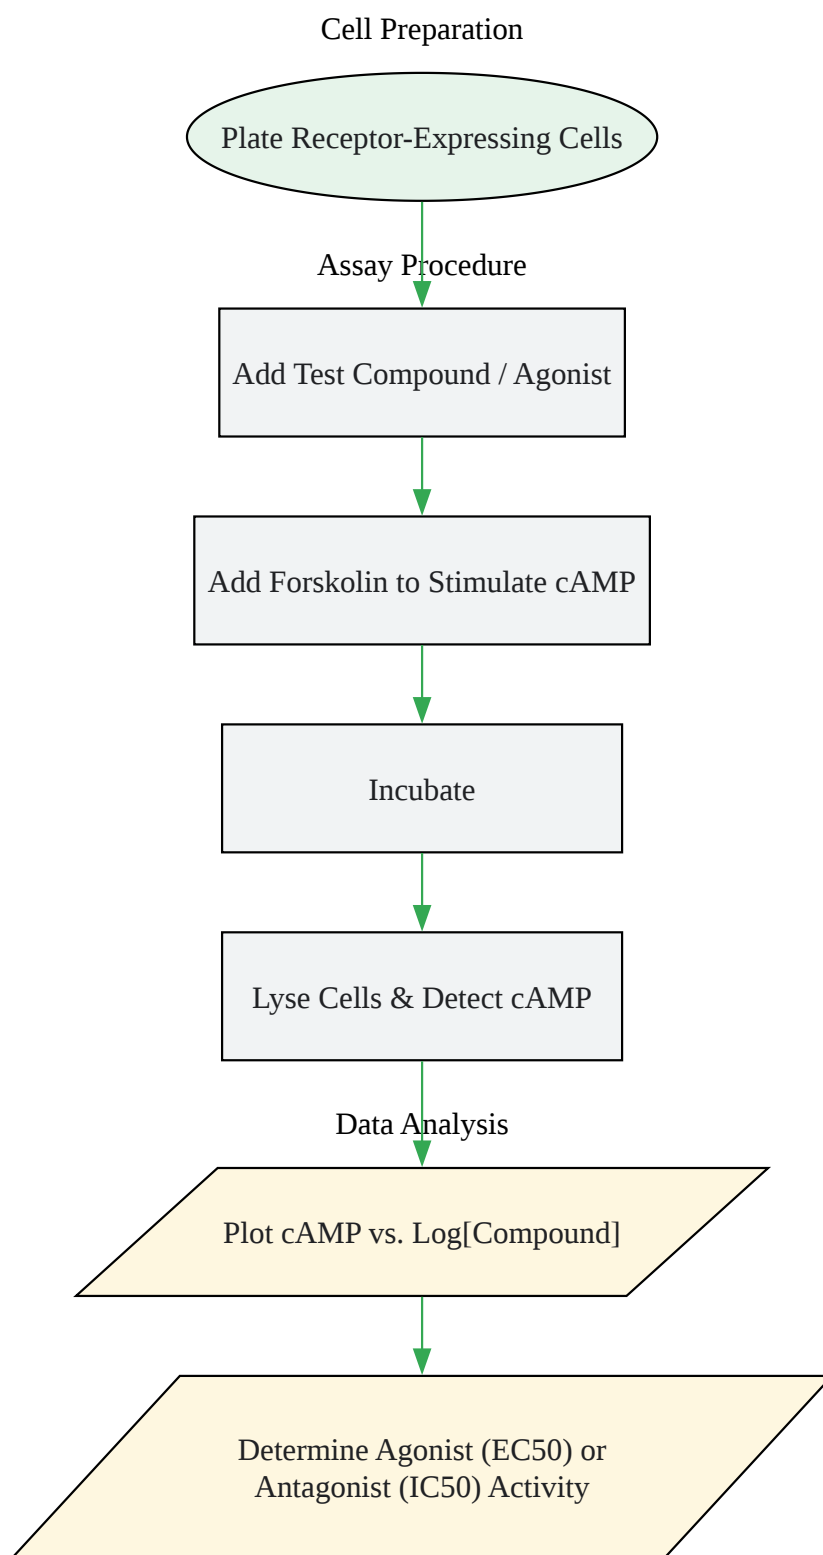 Cell Preparation
Plate Receptor-Expressing Cells
Assay Procedure
Add Test Compound / Agonist
Add Forskolin to Stimulate cAMP
Incubate
Lyse Cells & Detect cAMP
Data Analysis
Plot cAMP vs. Log[Compound]
Determine Agonist (EC50) or
Antagonist (IC50) Activity